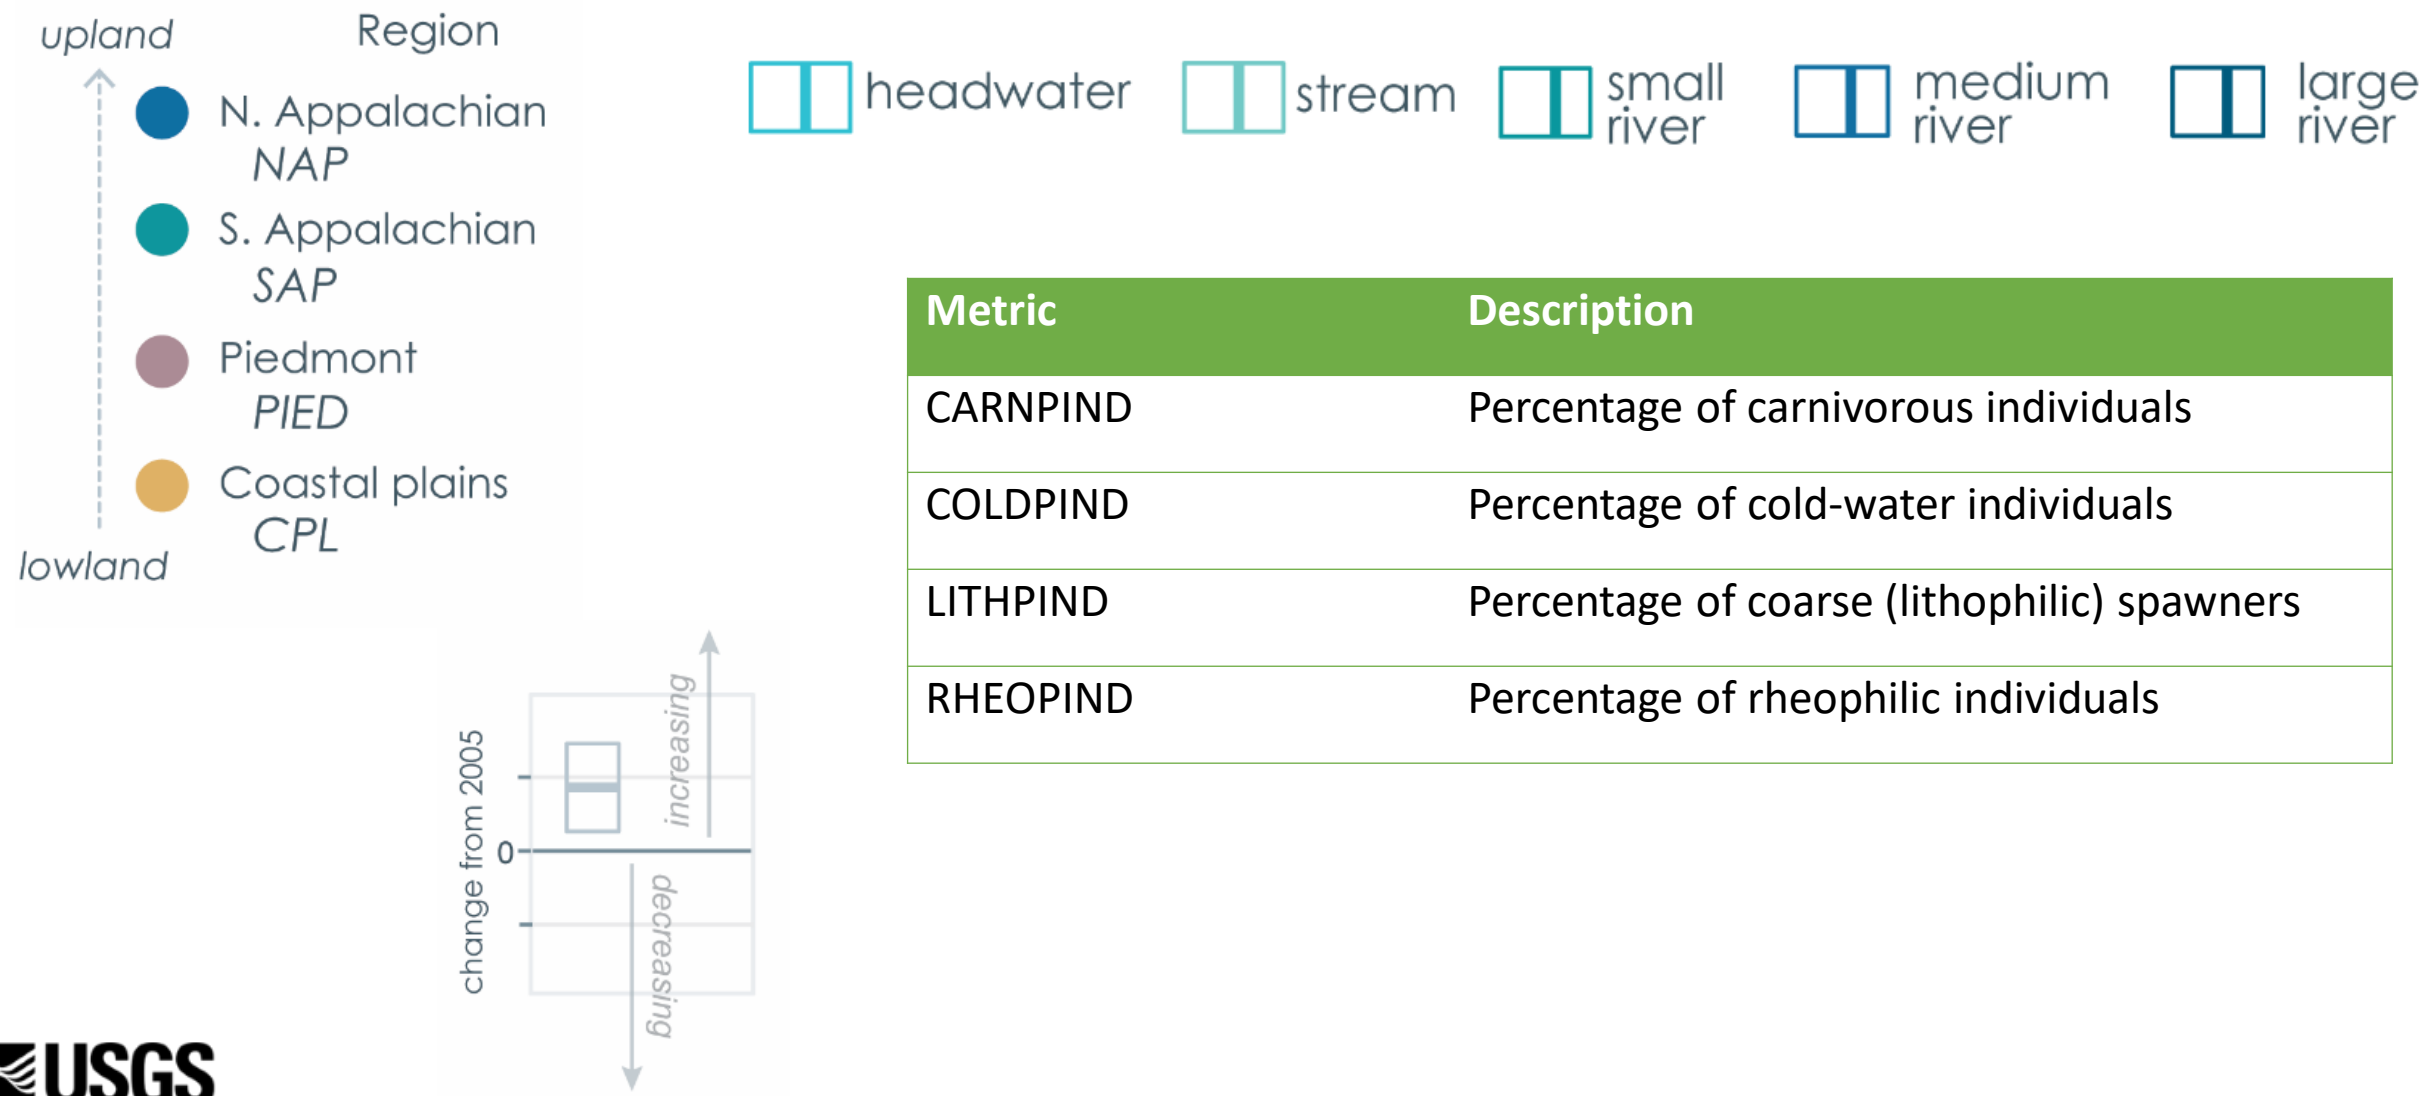 upland
Region
N. Appalachian
NAP
S. Appalachian
SAP
Piedmont
PIED
Coastal plains
CPL
lowland
headwater
stream
small
river
medium
river
large
river
Metric Description
CARNPIND Percentage of carnivorous individuals
COLDPIND Percentage of cold-water individuals
LITHPIND Percentage of coarse (lithophilic) spawners
RHEOPIND Percentage of rheophilic individuals
change from 2005
0
increasing
decreasing
USGS